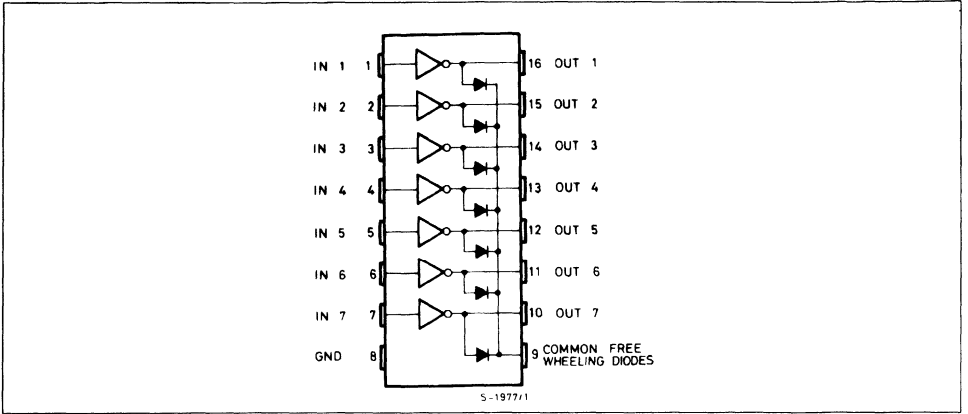 IN 1 1 16 OUT 1
IN 2 2 15 OUT 2
IN 3 3 14 OUT 3
IN 4 4 13 OUT 4
IN 5 5 12 OUT 5
IN 6 6 11 OUT 6
IN 7 7 10 OUT 7
GND 8 9 COMMON FREE
WHEELING DIODES
S-1977/1